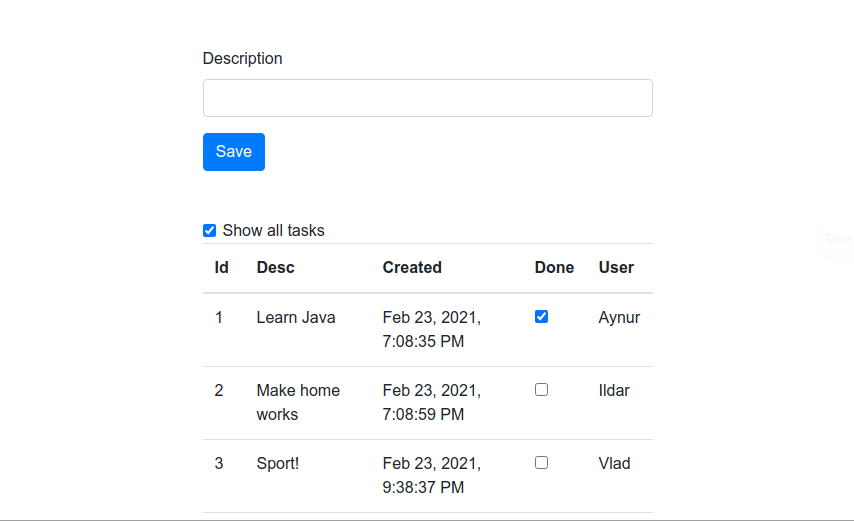 Description
Save
Show all tasks
Id Desc Created Done User
1 Learn Java Feb 23, 2021, Aynur
7:08:35 PM
2 Make home Feb 23, 2021, Ildar
works 7:08:59 PM
3 Sport! Feb 23, 2021, Vlad
9:38:37 PM
Take